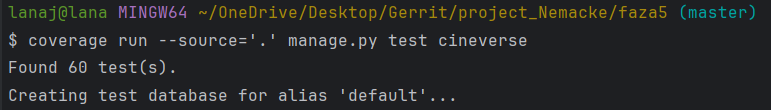 lanaj@lana MINGW64 ~/OneDrive/Desktop/Gerrit/project_Nemacke/faza5 (master)
$ coverage run --source='.' manage.py test cineverse
Found 60 test(s).
Creating test database for alias 'default'...